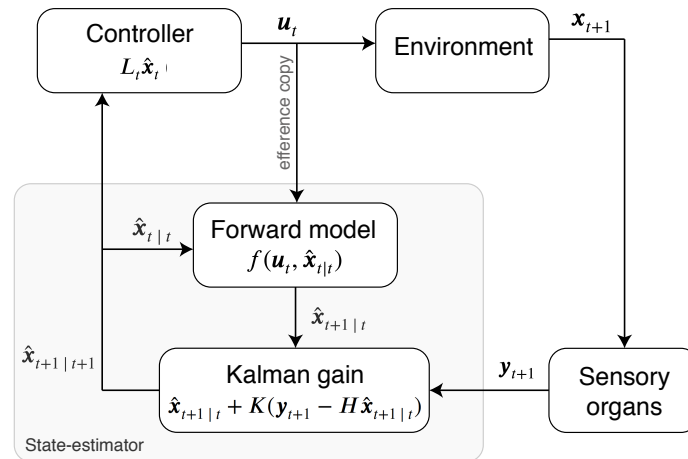 Controller
L_t x̂_t
u_t
Environment
x_{t+1}
efference copy
x̂_{t|t}
Forward model
f(u_t, x̂_{t|t})
x̂_{t+1|t}
x̂_{t+1|t+1}
Kalman gain
x̂_{t+1|t} + K(y_{t+1} − Hx̂_{t+1|t})
y_{t+1}
Sensory
organs
State-estimator